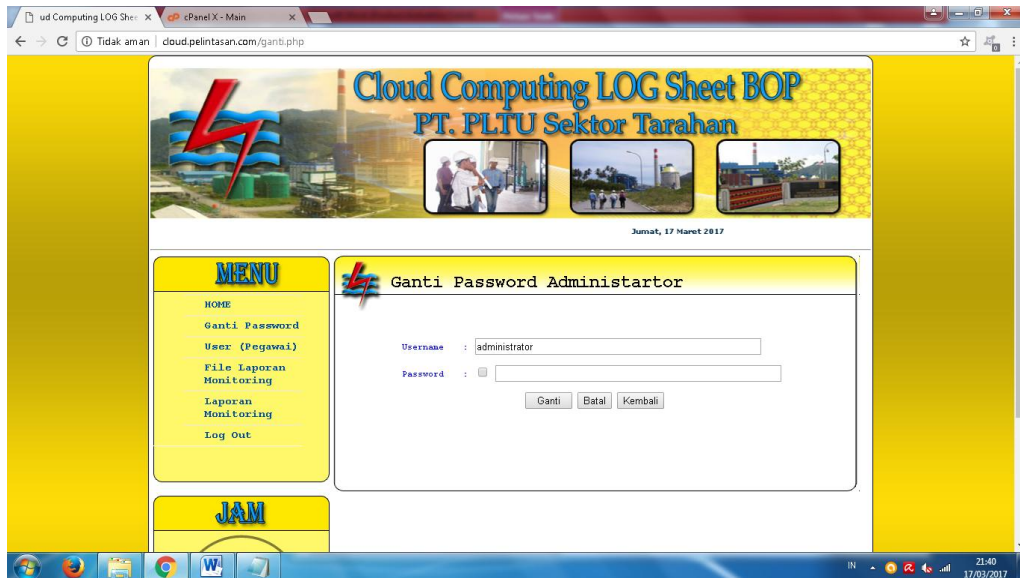 ud Computing LOG Shee
cPanel X - Main
Tidak aman
cloud.pelintasan.com/ganti.php
Cloud Computing LOG Sheet BOP
PT. PLTU Sektor Tarahan
Jumat, 17 Maret 2017
MENU
HOME
Ganti Password
User (Pegawai)
File Laporan
Monitoring
Laporan
Monitoring
Log Out
Ganti Password Administartor
Username : administrator
Password :
Ganti Batal Kembali
JAM
IN
21:40
17/03/2017